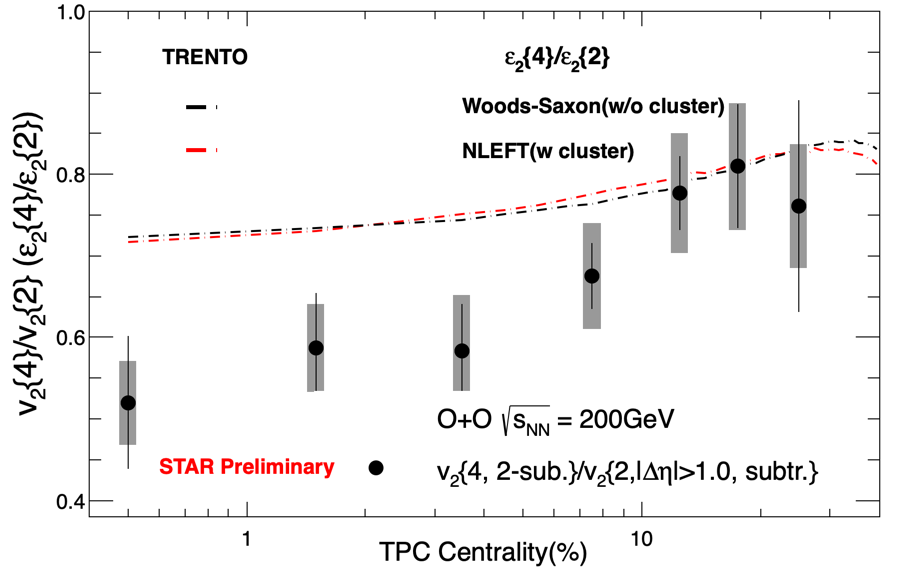 1.0
0.8
0.6
0.4
v₂{4}/v₂{2} (ε₂{4}/ε₂{2})
TRENTO ε₂{4}/ε₂{2}
Woods-Saxon(w/o cluster)
NLEFT(w cluster)
O+O √s_NN = 200GeV
STAR Preliminary v₂{4, 2-sub.}/v₂{2,|Δη|>1.0, subtr.}
1 10
TPC Centrality(%)